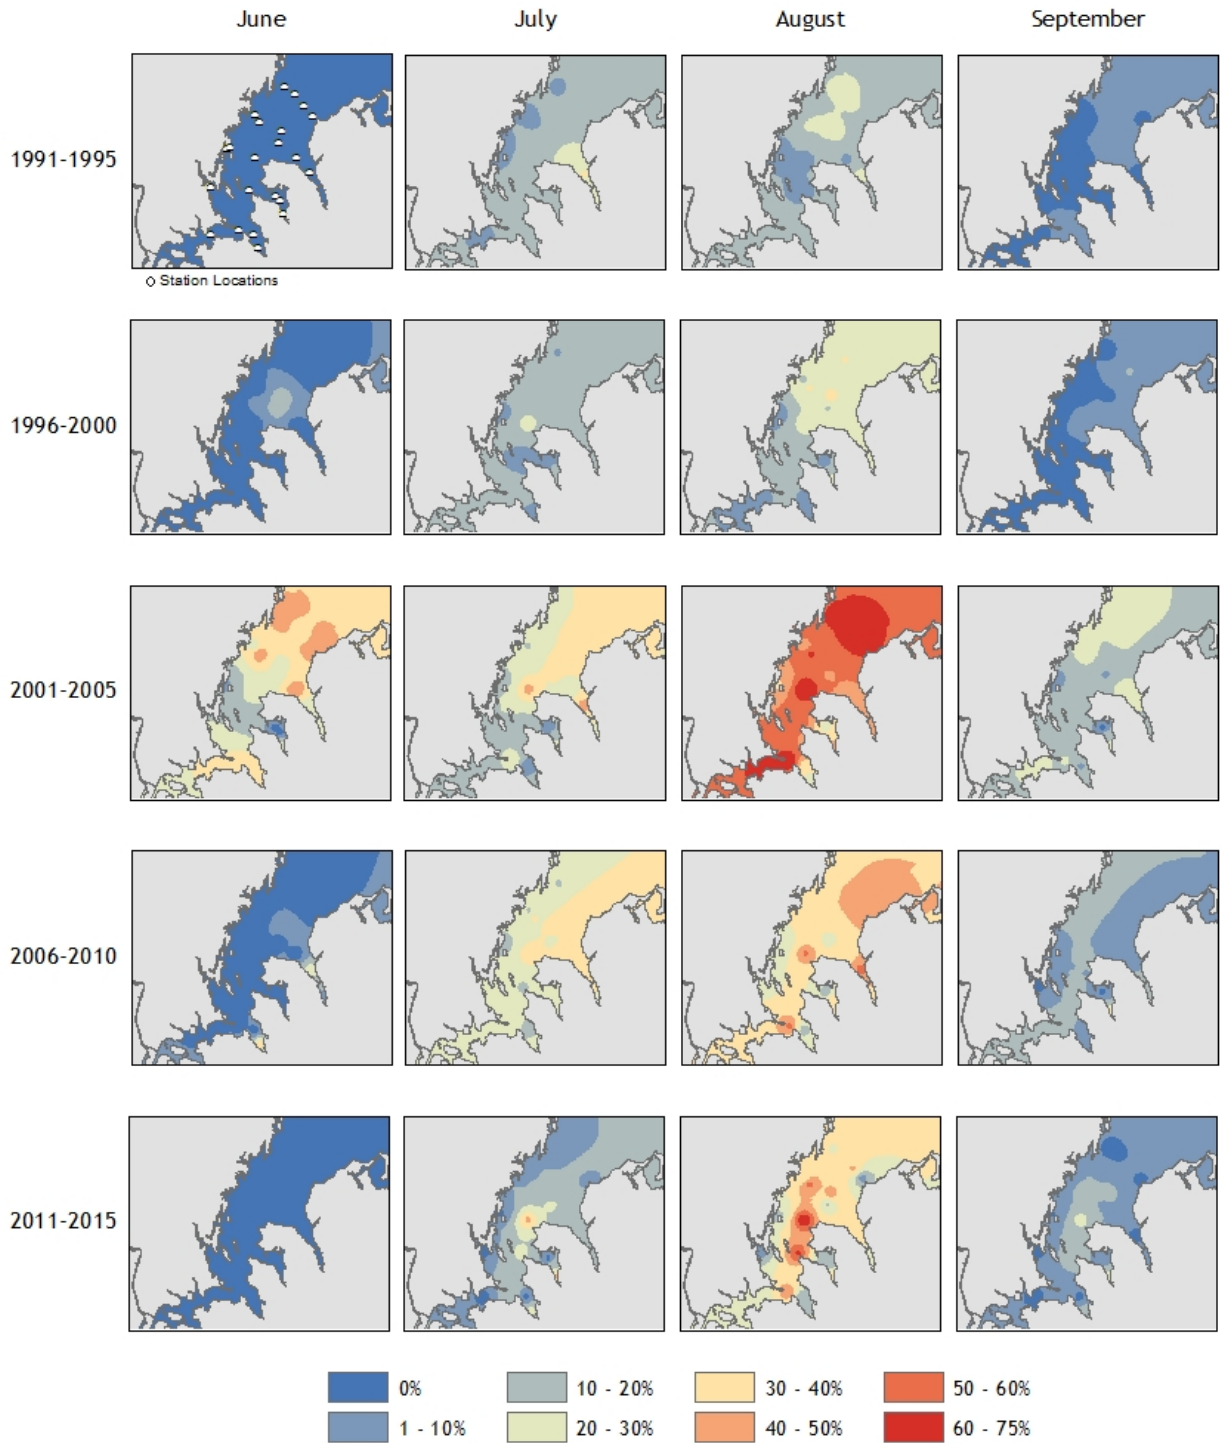 June July August September
1991-1995
Station Locations
1996-2000
2001-2005
2006-2010
2011-2015
0% 10 - 20% 30 - 40% 50 - 60%
1 - 10% 20 - 30% 40 - 50% 60 - 75%